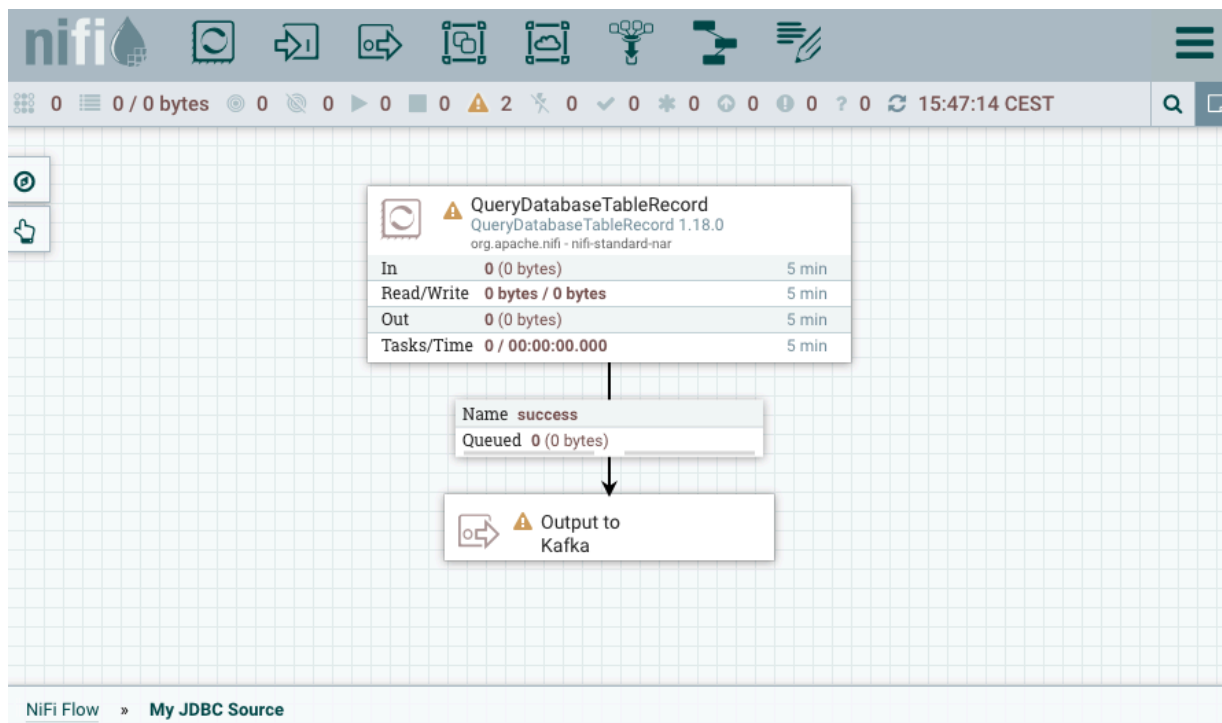 nifi
0 0 / 0 bytes 0 0 0 0 2 0 0 0 0 0 ? 0 15:47:14 CEST
QueryDatabaseTableRecord
QueryDatabaseTableRecord 1.18.0
org.apache.nifi - nifi-standard-nar
In 0 (0 bytes) 5 min
Read/Write 0 bytes / 0 bytes 5 min
Out 0 (0 bytes) 5 min
Tasks/Time 0 / 00:00:00.000 5 min
Name success
Queued 0 (0 bytes)
Output to
Kafka
NiFi Flow » My JDBC Source